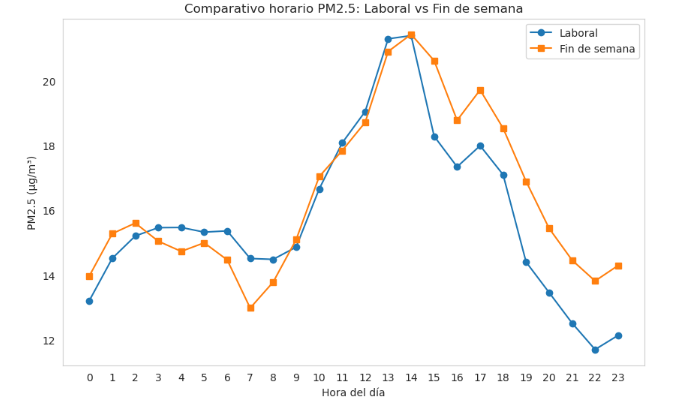 Comparativo horario PM2.5: Laboral vs Fin de semana
Laboral
Fin de semana
PM2.5 (µg/m³)
20
18
16
14
12
0 1 2 3 4 5 6 7 8 9 10 11 12 13 14 15 16 17 18 19 20 21 22 23
Hora del día